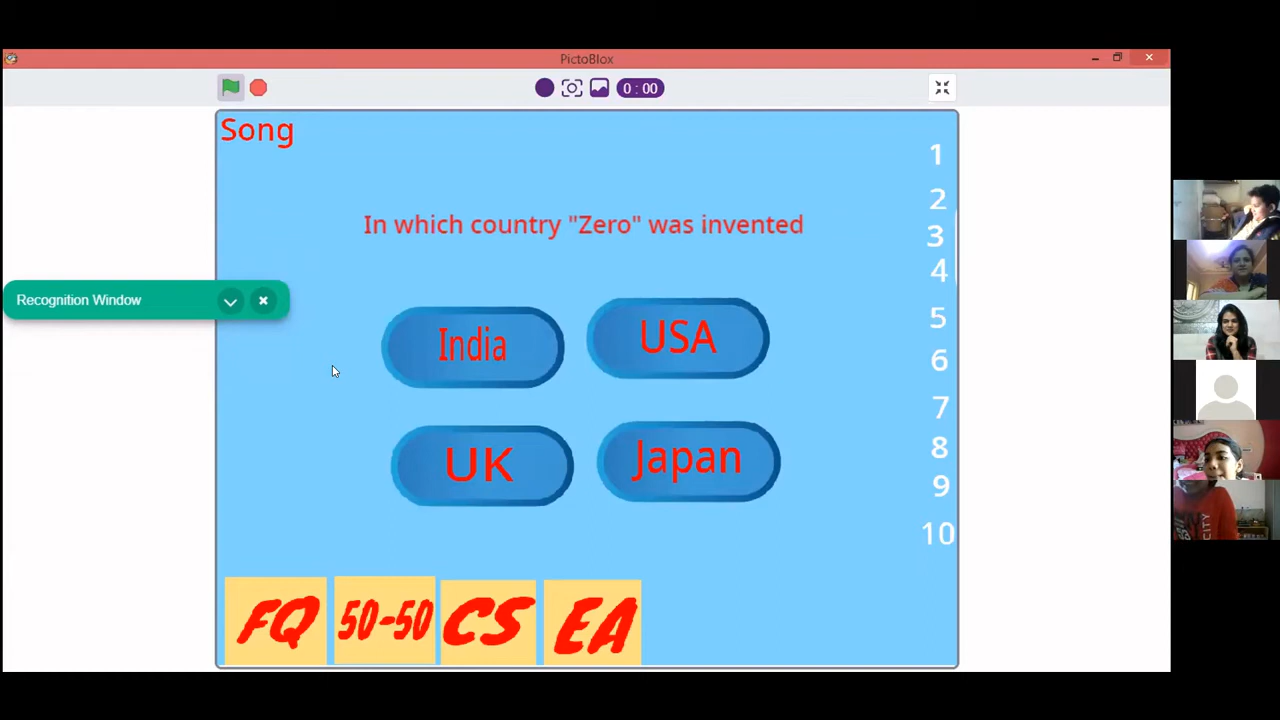 PictoBlox
0 : 00
Song
1
In which country "Zero" was invented
2
3
4
Recognition Window
India
USA
5
6
7
UK
Japan
8
9
10
FQ
50-50
CS
EA